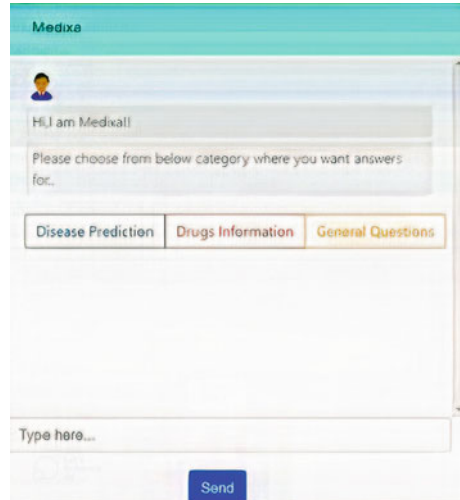 Medixa
Hi,I am Medixa!!
Please choose from below category where you want answers
for..
Disease Prediction Drugs Information General Questions
Type here...
Send